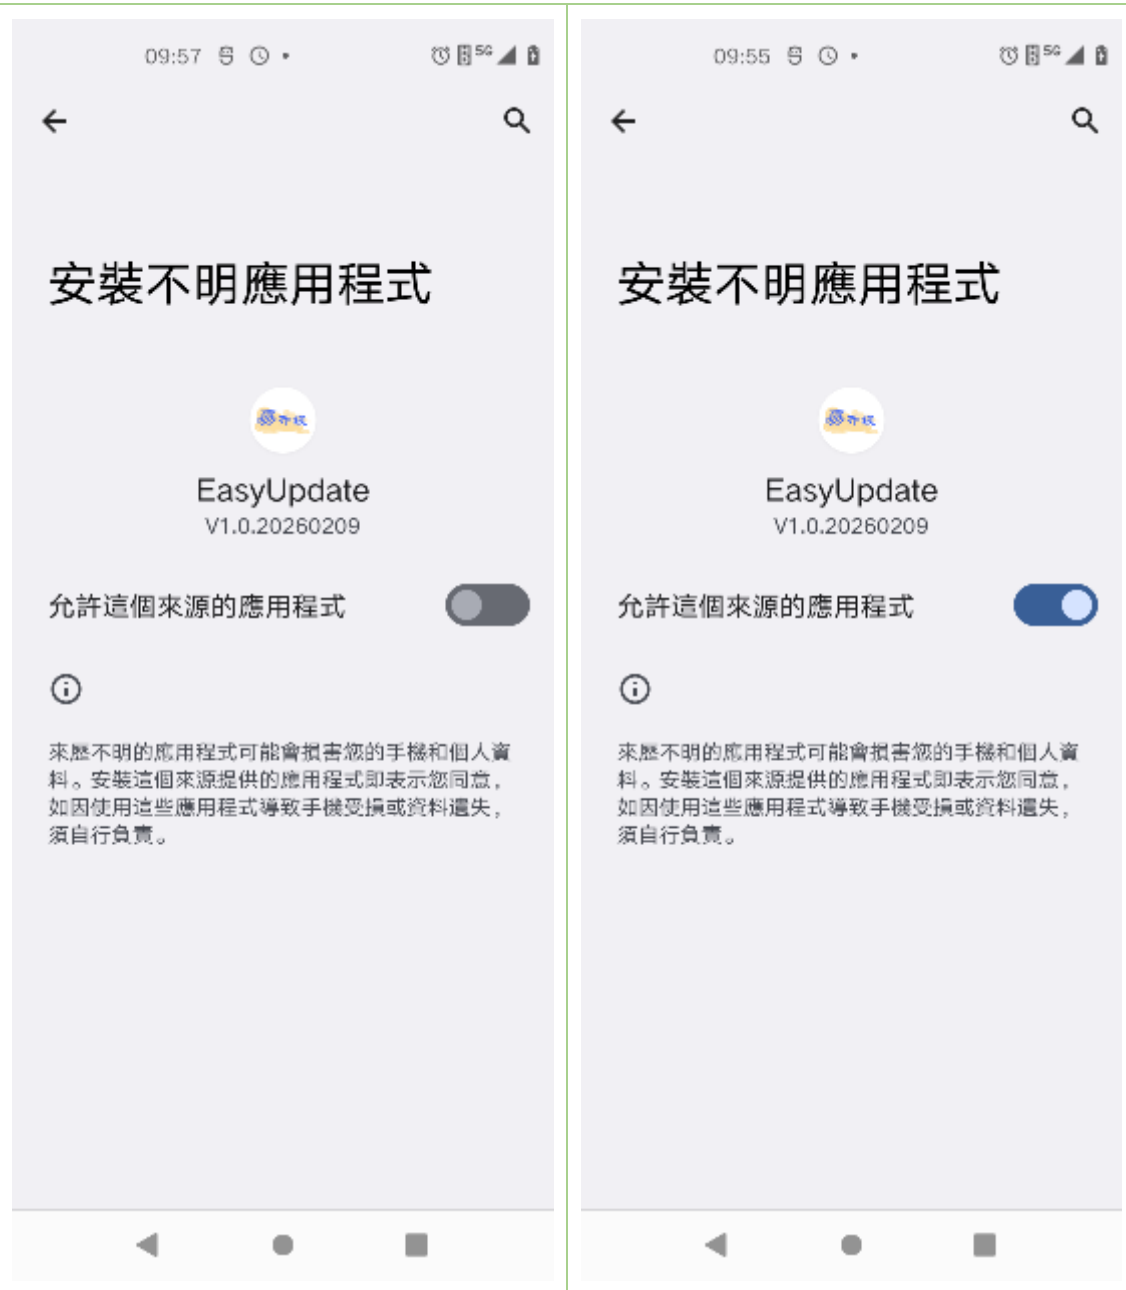 09:57
5G
安裝不明應用程式
EasyUpdate
V1.0.20260209
允許這個來源的應用程式
來歷不明的應用程式可能會損害您的手機和個人資
料。安裝這個來源提供的應用程式即表示您同意，
如因使用這些應用程式導致手機受損或資料遺失，
須自行負責。
09:55
5G
安裝不明應用程式
EasyUpdate
V1.0.20260209
允許這個來源的應用程式
來歷不明的應用程式可能會損害您的手機和個人資
料。安裝這個來源提供的應用程式即表示您同意，
如因使用這些應用程式導致手機受損或資料遺失，
須自行負責。